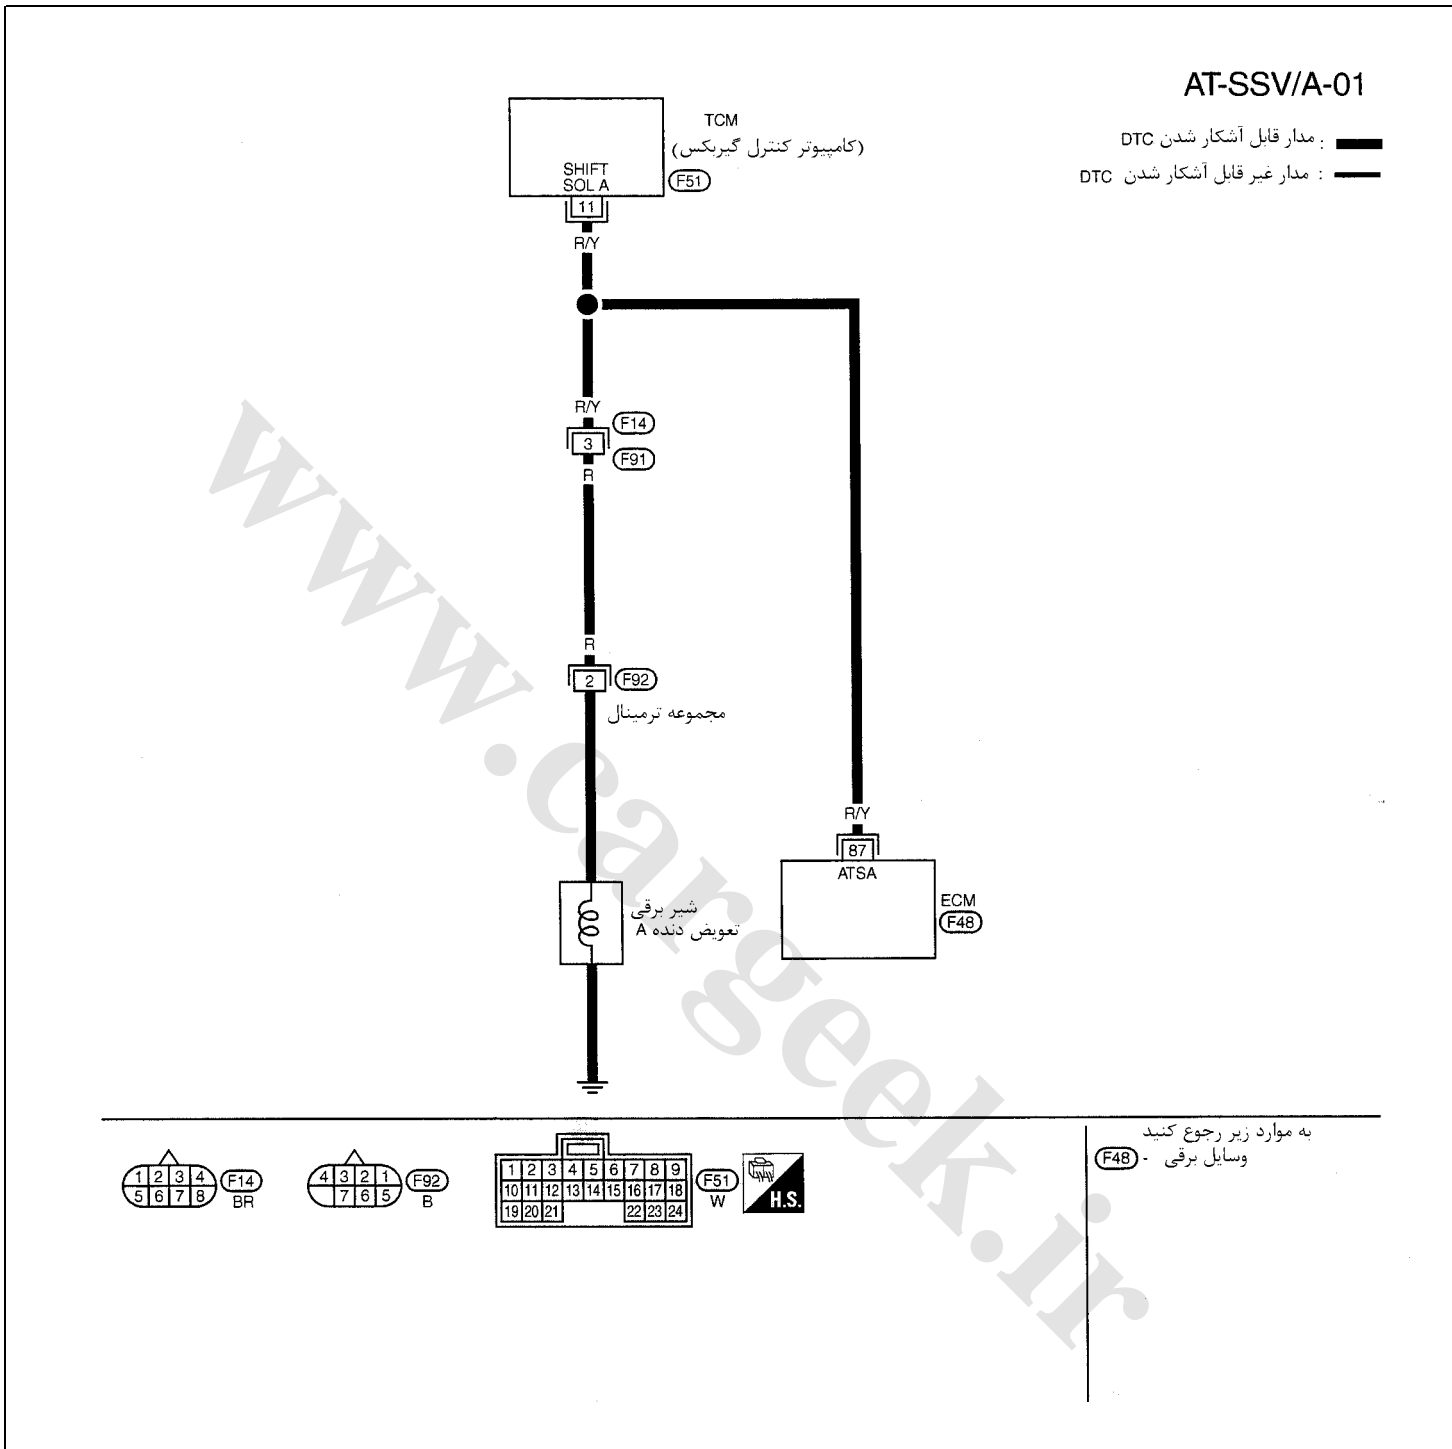 AT-SSV/A-01
مدار قابل آشکار شدن DTC :
مدار غیر قابل آشکار شدن DTC :
TCM
(کامپیوتر کنترل گیربکس)
SHIFT
SOL A
F51
11
R/Y
R/Y
F14
3
F91
R
R
2
F92
مجموعه ترمینال
R/Y
87
ATSA
ECM
F48
شیر برقی
تعویض دنده A
به موارد زیر رجوع کنید
F48 - وسایل برقی
1 2 3 4
5 6 7 8
F14
BR
4 3 2 1
7 6 5
F92
B
1 2 3 4 5 6 7 8 9
10 11 12 13 14 15 16 17 18
19 20 21 22 23 24
F51
W
H.S.
www.cargeek.ir